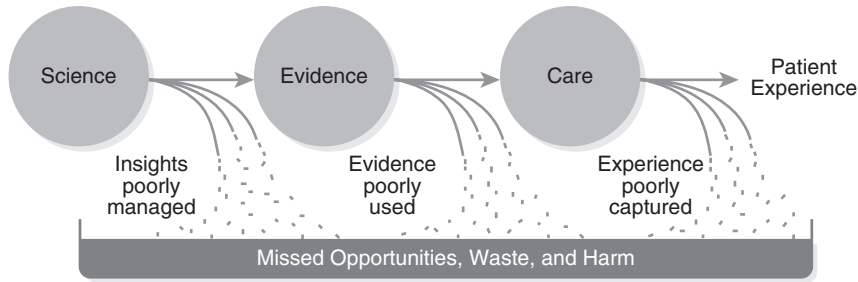 Science
Evidence
Care
Patient
Experience
Insights
poorly
managed
Evidence
poorly
used
Experience
poorly
captured
Missed Opportunities, Waste, and Harm